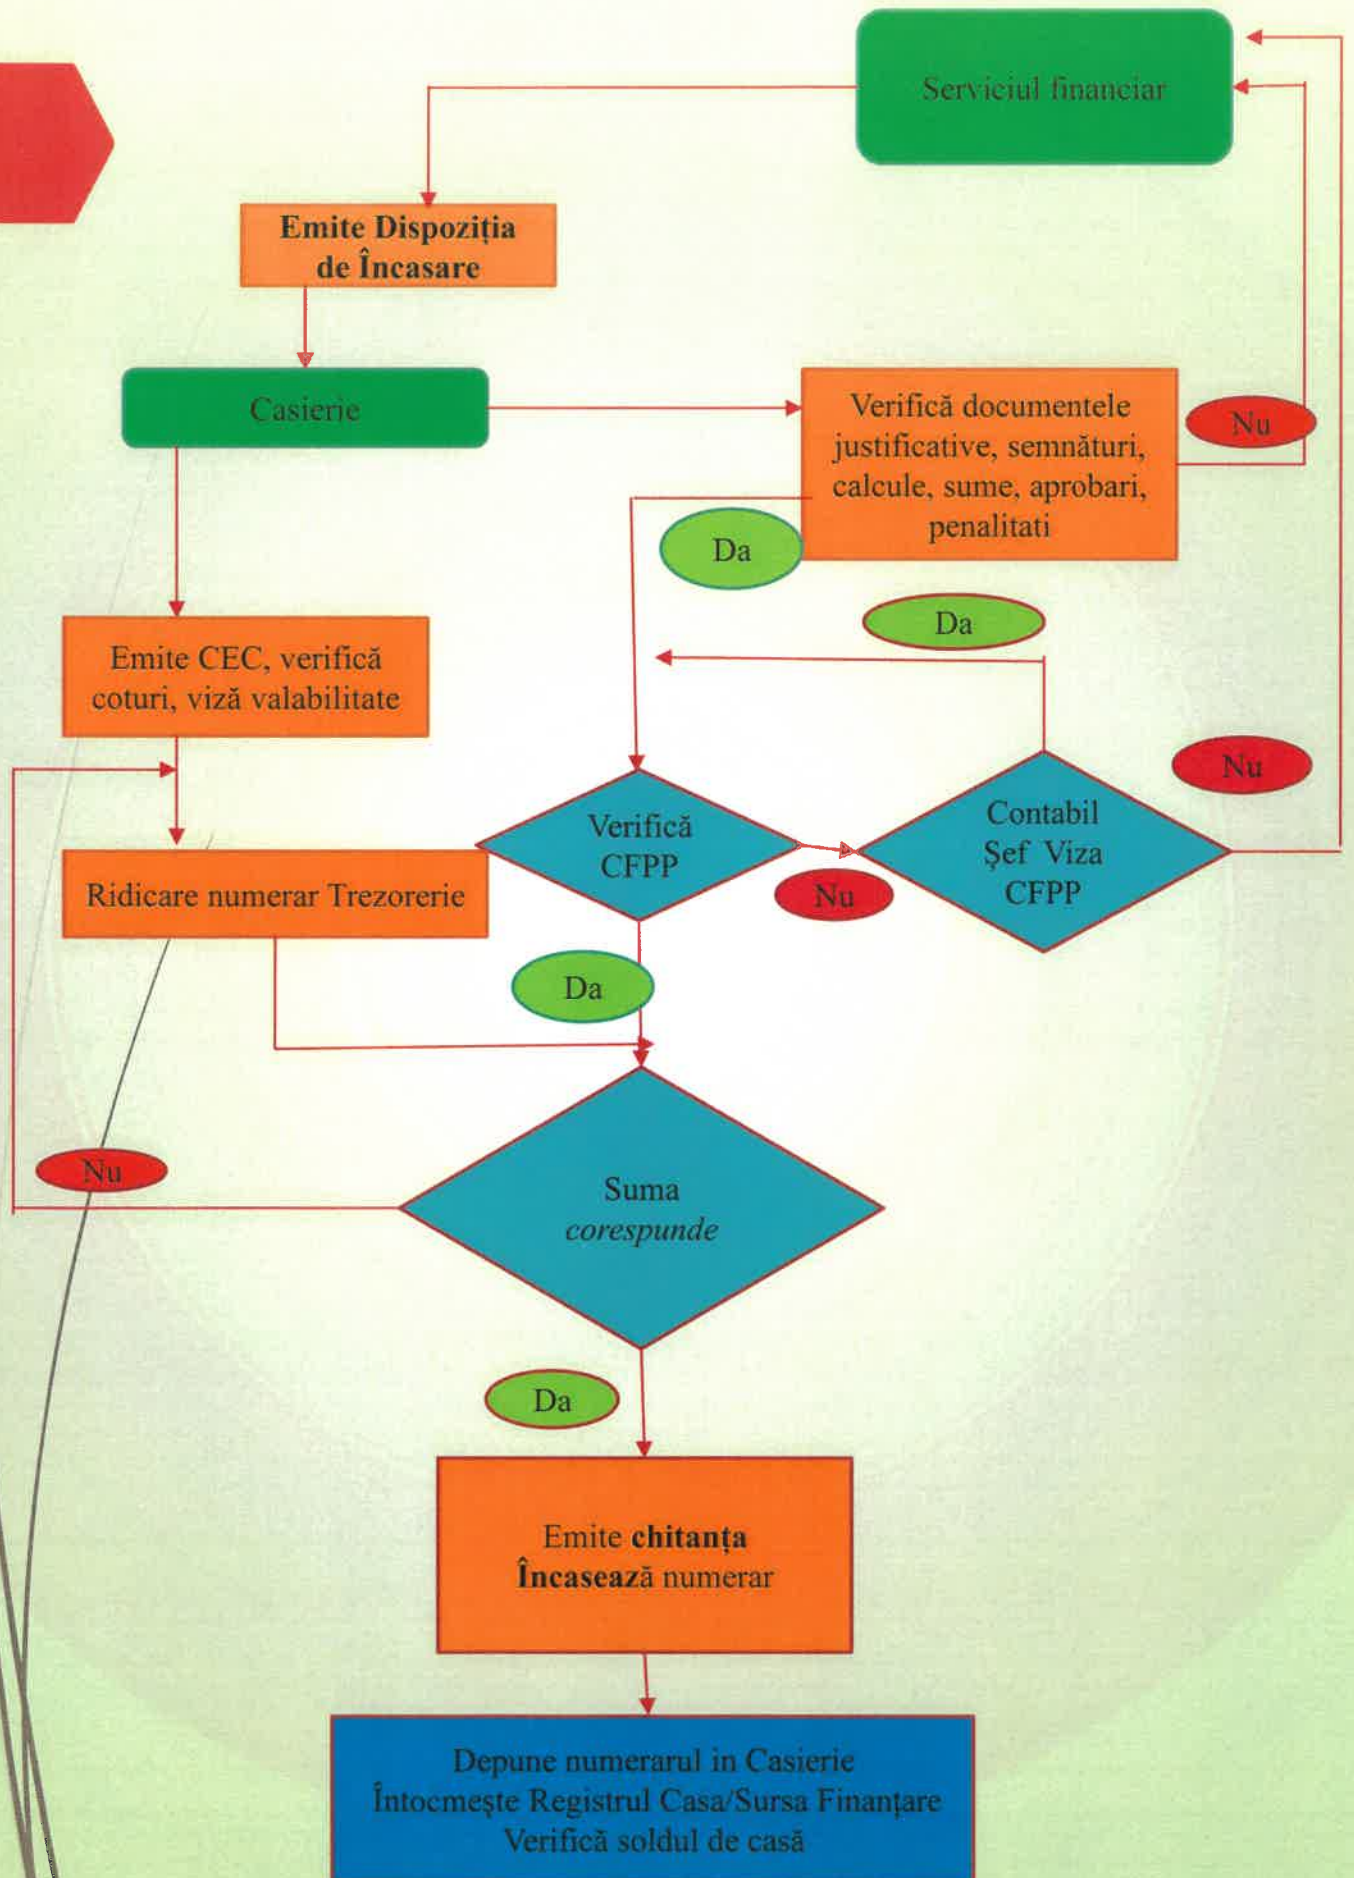 Serviciul financiar
Emite Dispoziția
de Încasare
Casierie
Verifică documentele
justificative, semnături,
calcule, sume, aprobari,
penalitati
Nu
Da
Da
Emite CEC, verifică
coturi, viză valabilitate
Nu
Verifică
CFPP
Contabil
Şef Viza
CFPP
Nu
Ridicare numerar Trezorerie
Da
Nu
Suma
corespunde
Da
Emite chitanța
Încasează numerar
Depune numerarul in Casierie
Întocmește Registrul Casa/Sursa Finanțare
Verifică soldul de casă